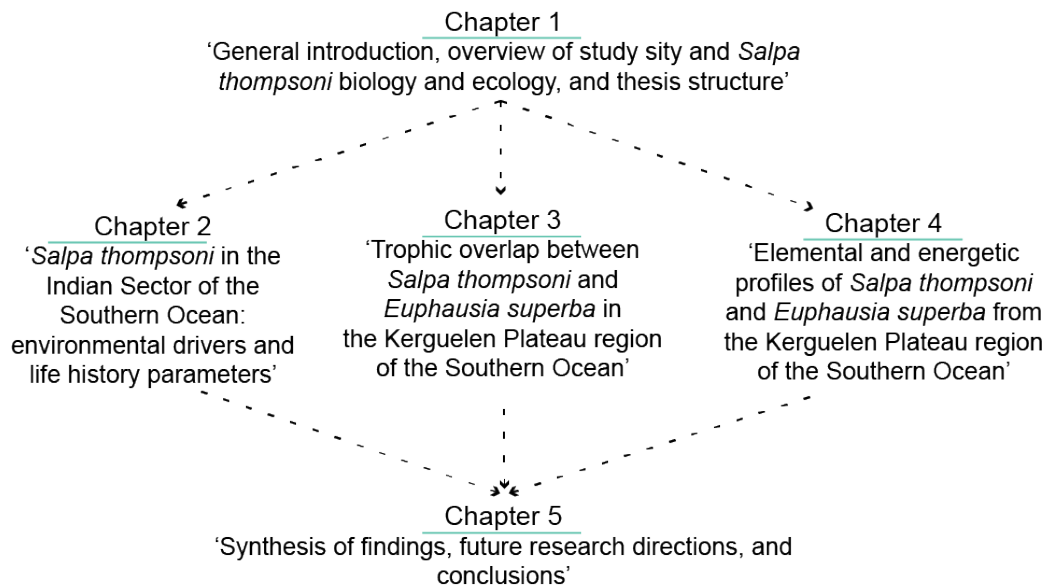 Chapter 1
‘General introduction, overview of study sity and Salpa
thompsoni biology and ecology, and thesis structure’
Chapter 2
‘Salpa thompsoni in the
Indian Sector of the
Southern Ocean:
environmental drivers and
life history parameters’
Chapter 3
‘Trophic overlap between
Salpa thompsoni and
Euphausia superba in
the Kerguelen Plateau region
of the Southern Ocean’
Chapter 4
‘Elemental and energetic
profiles of Salpa thompsoni
and Euphausia superba from
the Kerguelen Plateau region
of the Southern Ocean’
Chapter 5
‘Synthesis of findings, future research directions, and
conclusions’